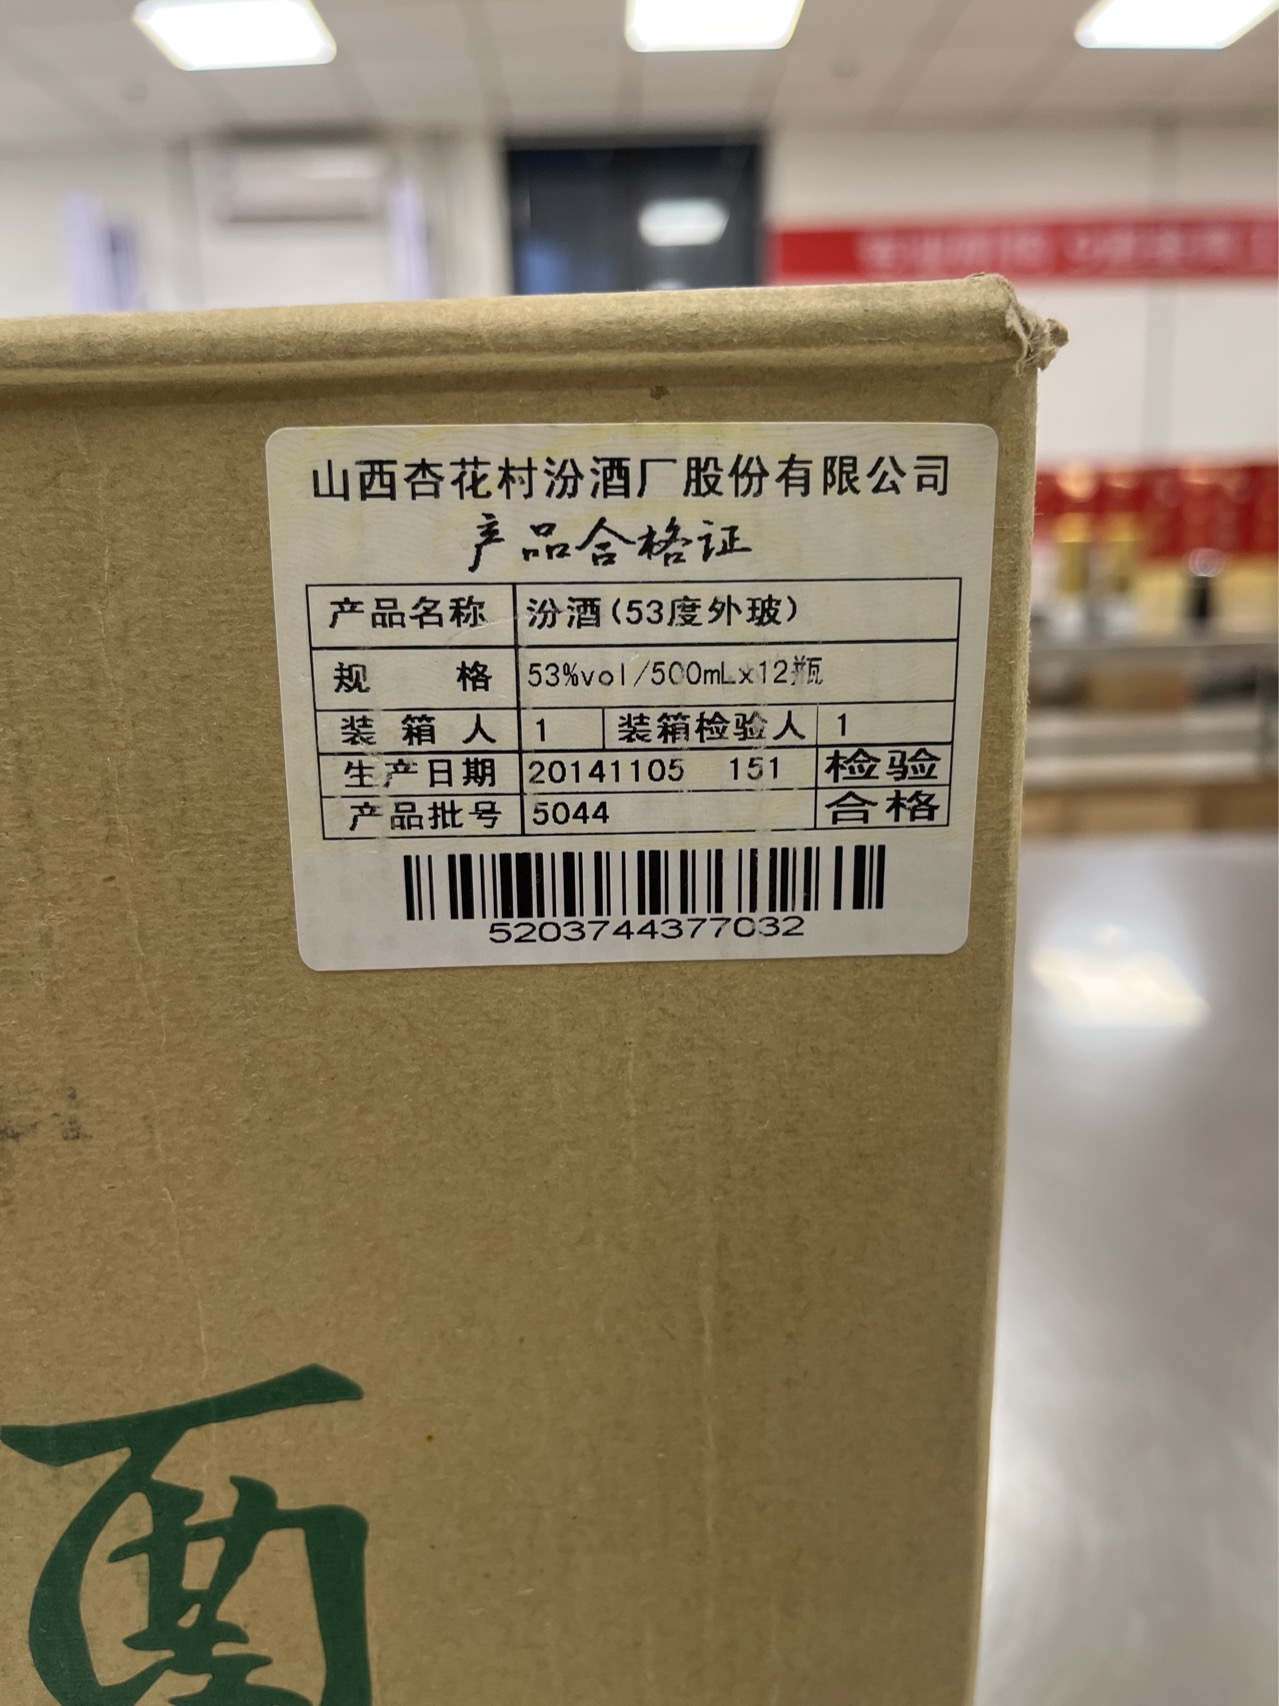 山西杏花村汾酒厂股份有限公司
产品合格证
产品名称 汾酒(53度外玻)
规 格 53%vol/500mLx12瓶
装箱人 1 装箱检验人 1
生产日期 20141105 151 检验
产品批号 5044 合格
5203744377032
酒